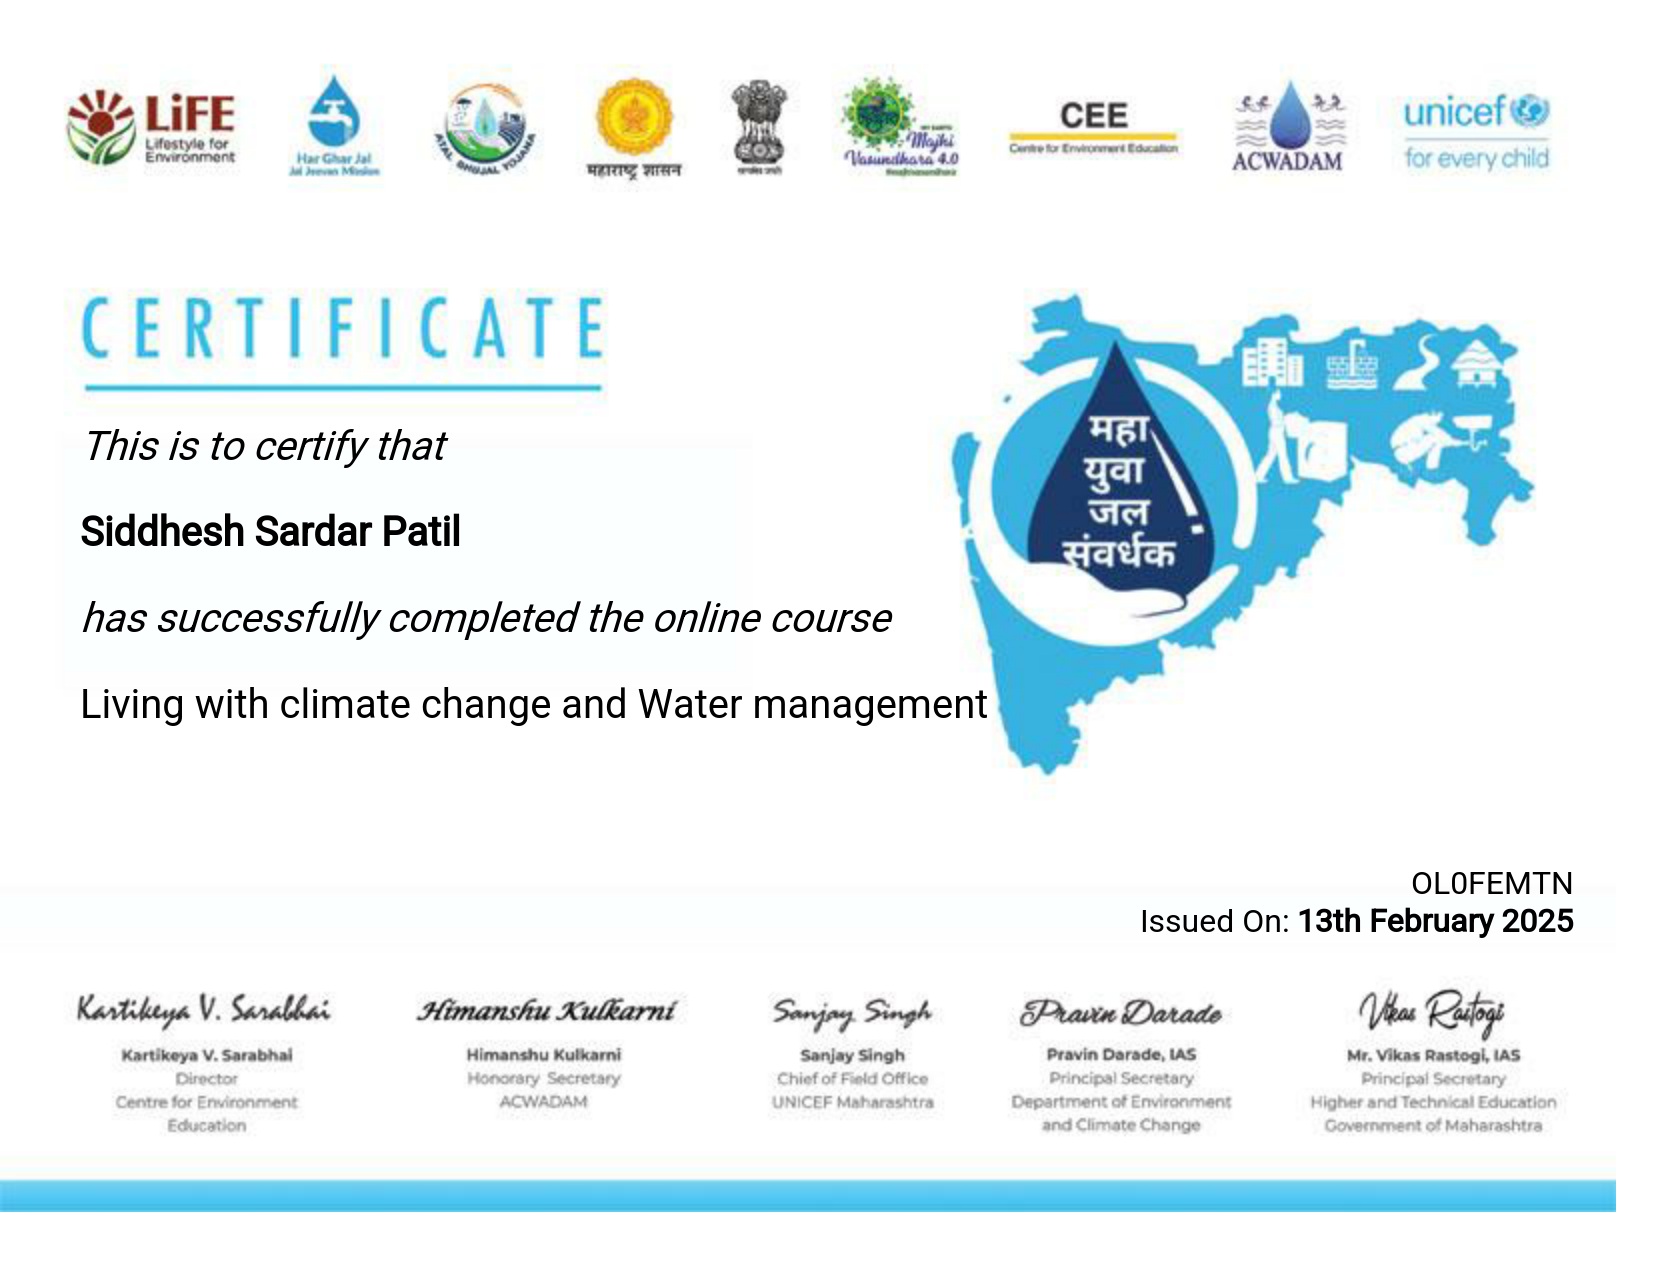 LiFE
Lifestyle for
Environment
Har Ghar Jal
Jal Jeevan Mission
ATAL BHUJAL YOJANA
महाराष्ट्र शासन
सत्यमेव जयते
Majhi
Vasundhara 4.0
#majhivasundhara
CEE
Centre for Environment Education
ACWADAM
unicef
for every child
CERTIFICATE
This is to certify that
Siddhesh Sardar Patil
has successfully completed the online course
Living with climate change and Water management
महा
युवा
जल
संवर्धक
OL0FEMTN
Issued On: 13th February 2025
Kartikeya V. Sarabhai
Himanshu Kulkarni
Sanjay Singh
Pravin Darade
Vikas Rastogi
Kartikeya V. Sarabhai
Director
Centre for Environment
Education
Himanshu Kulkarni
Honorary Secretary
ACWADAM
Sanjay Singh
Chief of Field Office
UNICEF Maharashtra
Pravin Darade, IAS
Principal Secretary
Department of Environment
and Climate Change
Mr. Vikas Rastogi, IAS
Principal Secretary
Higher and Technical Education
Government of Maharashtra